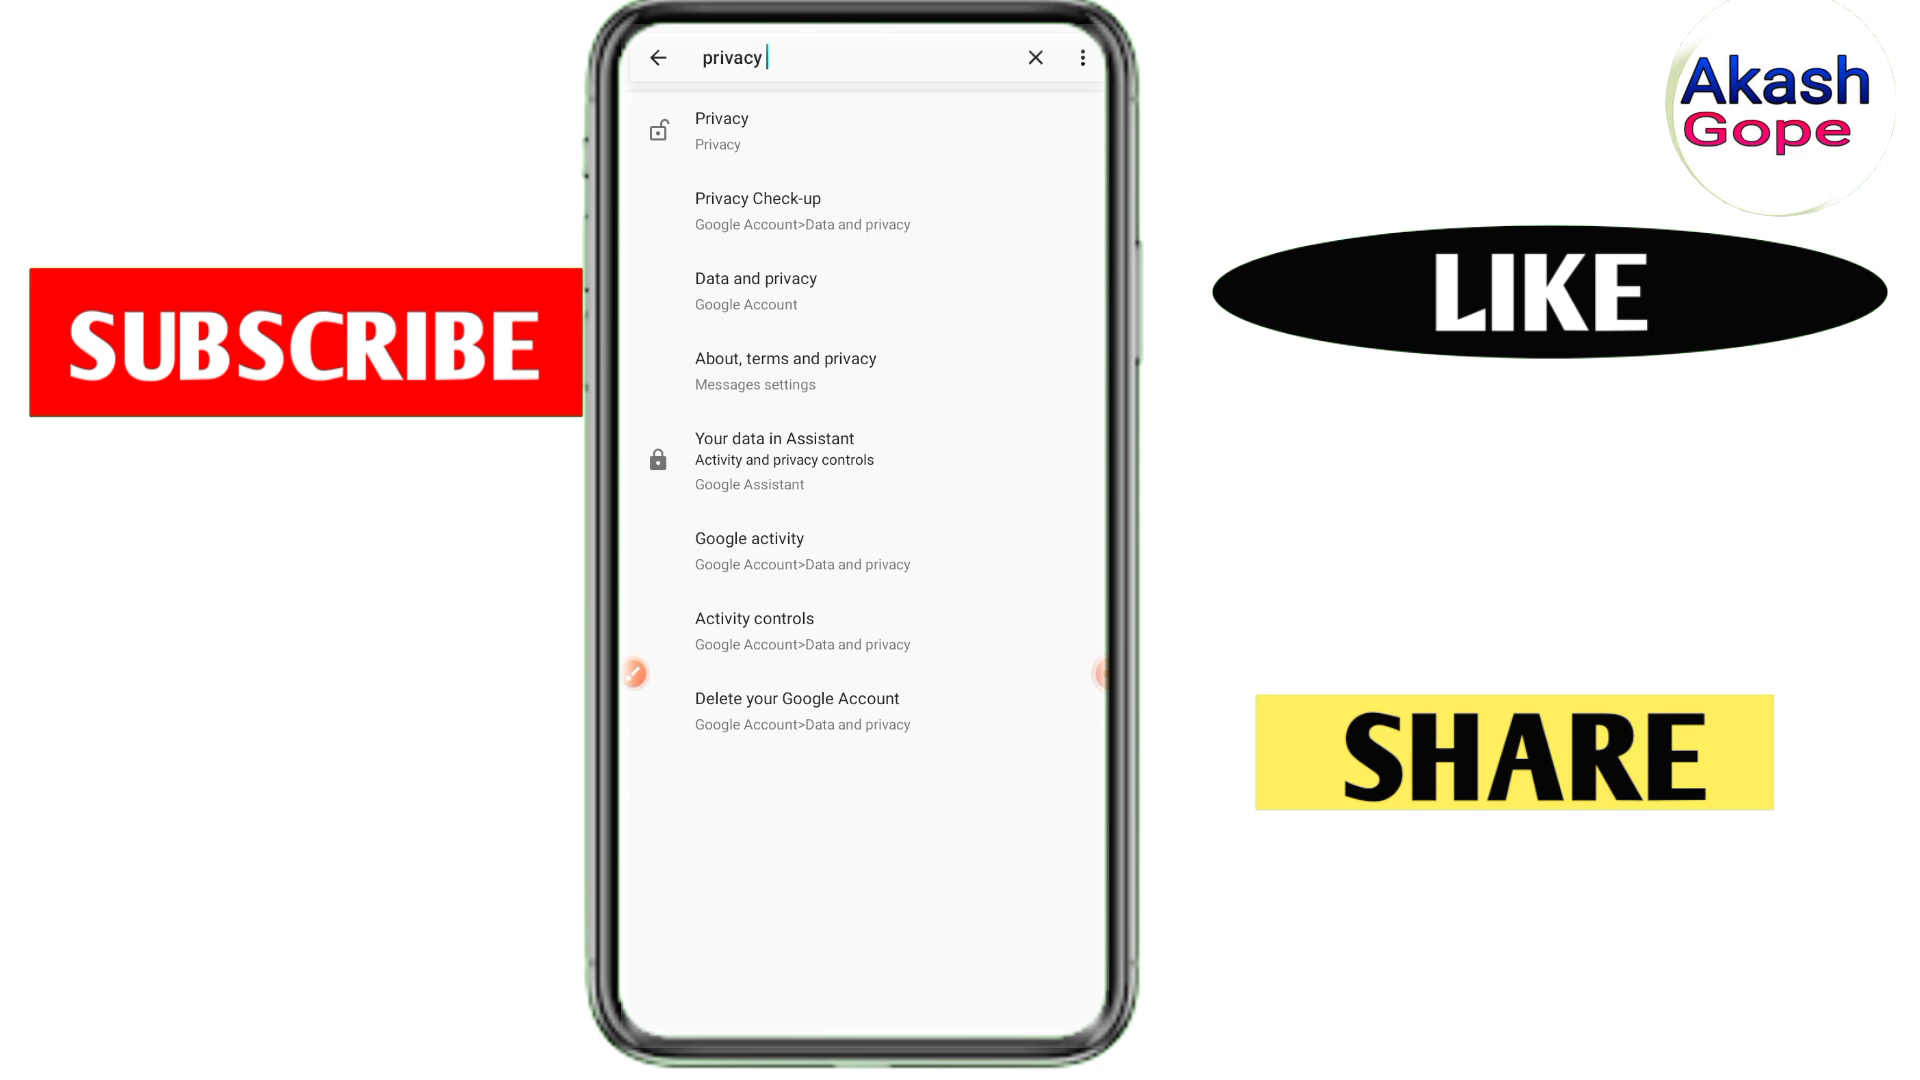 privacy
Privacy
Privacy
Privacy Check-up
Google Account>Data and privacy
Data and privacy
Google Account
About, terms and privacy
Messages settings
Your data in Assistant
Activity and privacy controls
Google Assistant
Google activity
Google Account>Data and privacy
Activity controls
Google Account>Data and privacy
Delete your Google Account
Google Account>Data and privacy
SUBSCRIBE
Akash
Gope
LIKE
SHARE